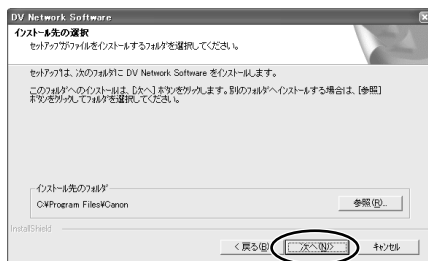 DV Network Software
インストール先の選択
セットアップがファイルをインストールするフォルダを選択してください。
セットアップは、次のフォルダに DV Network Software をインストールします。
このフォルダへのインストールは、[次へ] ボタンをクリックします。別のフォルダへインストールする場合は、[参照]
ボタンをクリックしてフォルダを選択してください。
インストール先のフォルダ
C:¥Program Files¥Canon
参照(R)...
InstallShield
< 戻る(B)
次へ(N)>
キャンセル